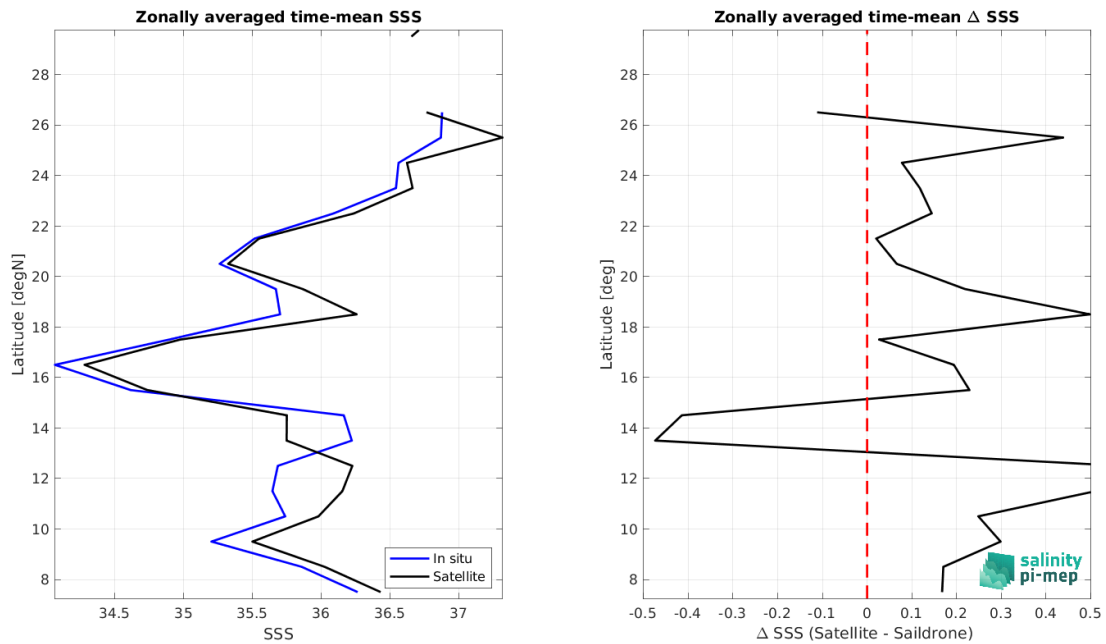 Zonally averaged time-mean SSS
28
26
24
22
20
18
16
14
12
10
8
Latitude [degN]
34.5 35 35.5 36 36.5 37
SSS
In situ
Satellite
Zonally averaged time-mean Δ SSS
28
26
24
22
20
18
16
14
12
10
8
Latitude [deg]
-0.5 -0.4 -0.3 -0.2 -0.1 0 0.1 0.2 0.3 0.4 0.5
Δ SSS (Satellite - Saildrone)
salinity
pi-mep